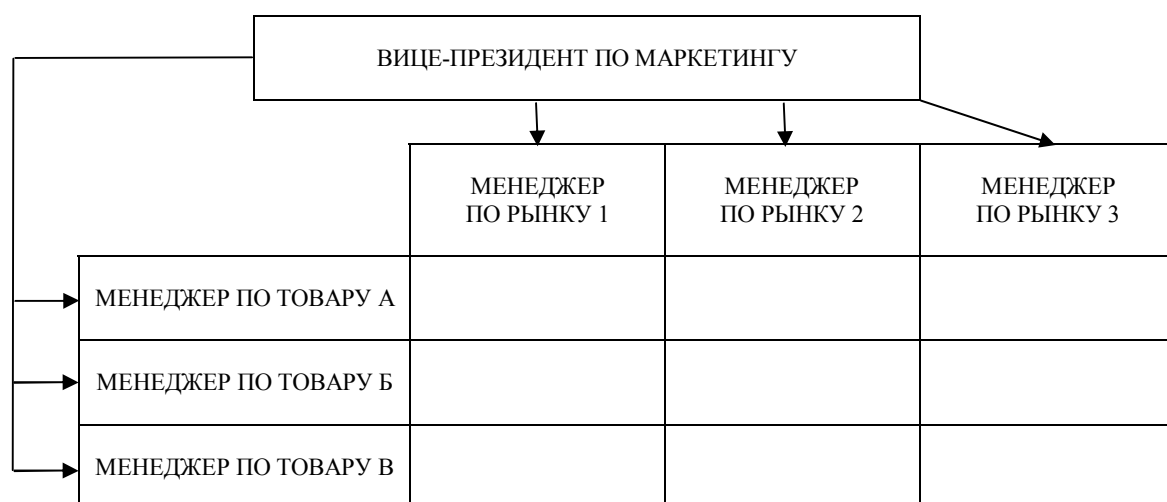 ВИЦЕ-ПРЕЗИДЕНТ ПО МАРКЕТИНГУ
МЕНЕДЖЕР
ПО РЫНКУ 1
МЕНЕДЖЕР
ПО РЫНКУ 2
МЕНЕДЖЕР
ПО РЫНКУ 3
МЕНЕДЖЕР ПО ТОВАРУ А
МЕНЕДЖЕР ПО ТОВАРУ Б
МЕНЕДЖЕР ПО ТОВАРУ В